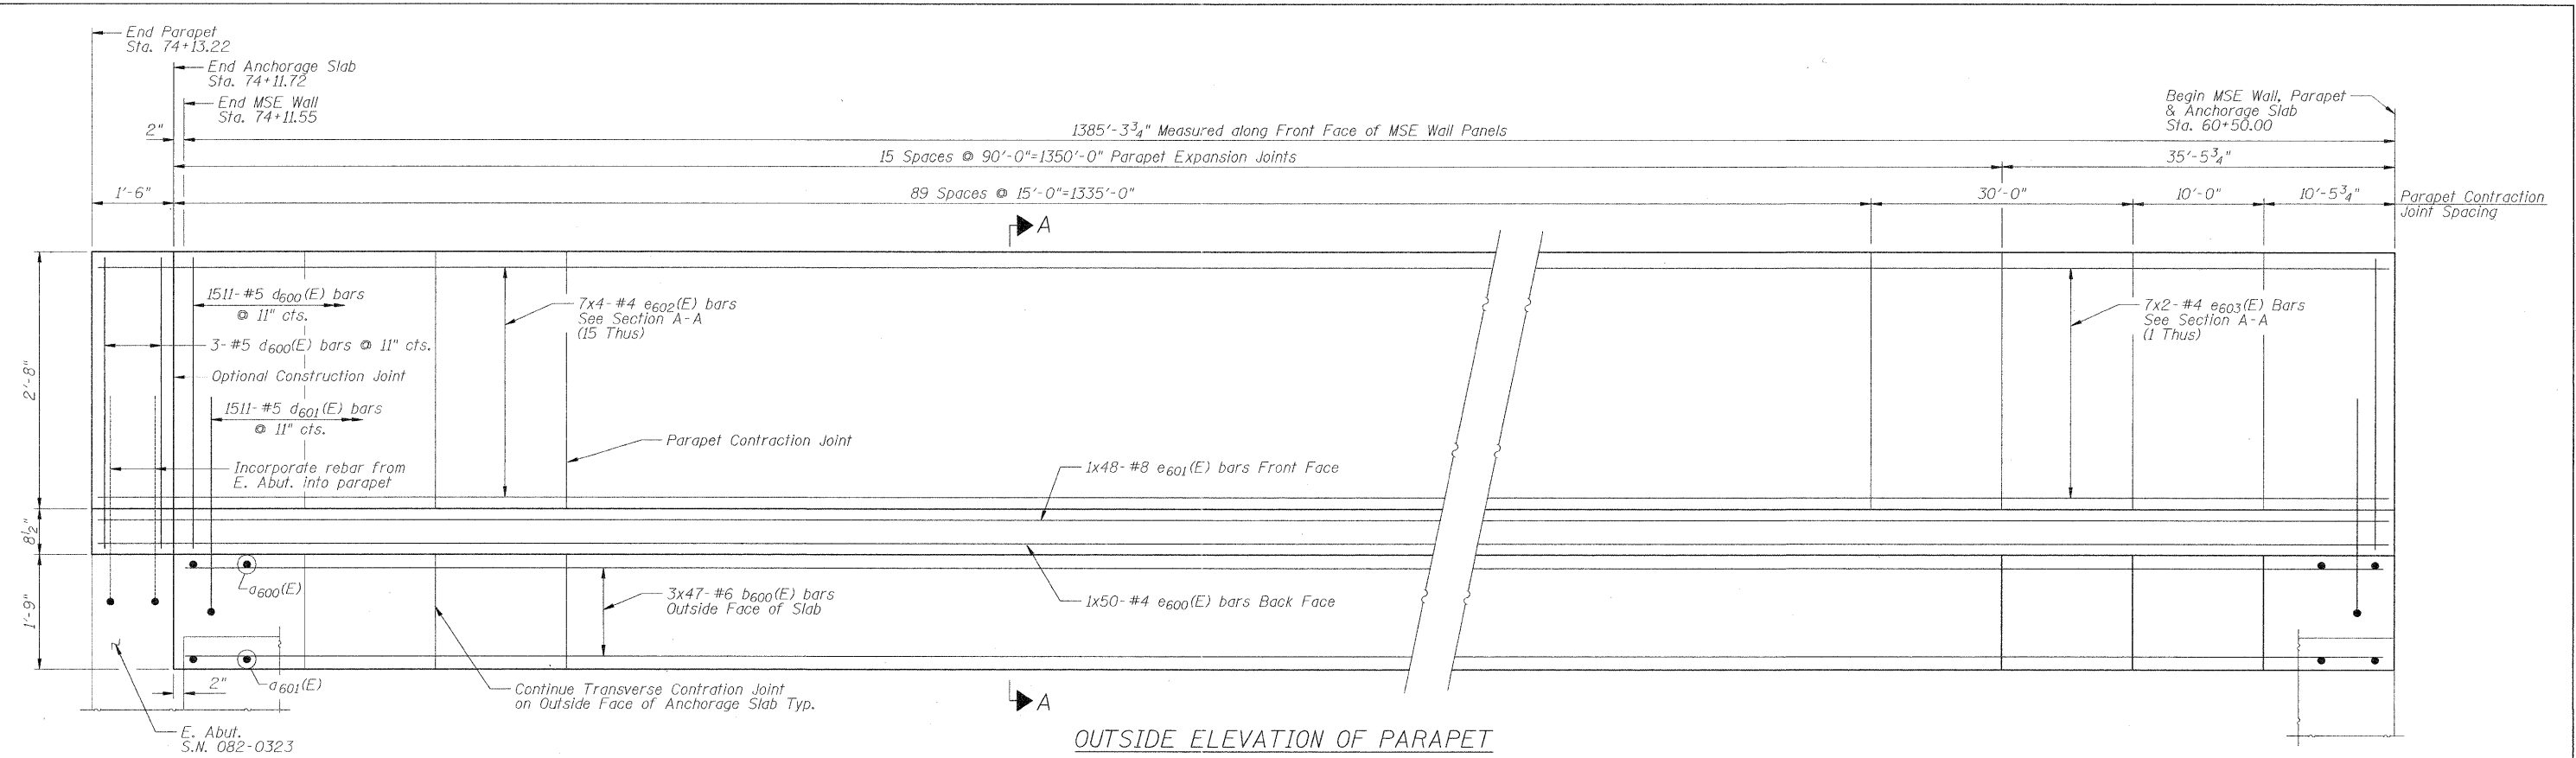 End Parapet
Sta. 74+13.22
End Anchorage Slab
Sta. 74+11.72
End MSE Wall
Sta. 74+11.55
Begin MSE Wall, Parapet
& Anchorage Slab
Sta. 60+50.00
2"
1385'-3 3/4" Measured along Front Face of MSE Wall Panels
15 Spaces @ 90'-0"=1350'-0" Parapet Expansion Joints
35'-5 3/4"
1'-6"
89 Spaces @ 15'-0"=1335'-0"
30'-0"
10'-0"
10'-5 3/4"
Parapet Contraction
Joint Spacing
A
2'-8"
1511-#5 d600(E) bars
@ 11" cts.
3-#5 d600(E) bars @ 11" cts.
Optional Construction Joint
1511-#5 d601(E) bars
@ 11" cts.
Incorporate rebar from
E. Abut. into parapet
7x4-#4 e602(E) bars
See Section A-A
(15 Thus)
Parapet Contraction Joint
7x2-#4 e603(E) Bars
See Section A-A
(1 Thus)
1x48-#8 e601(E) bars Front Face
8 1/2"
1'-9"
a600(E)
3x47-#6 b600(E) bars
Outside Face of Slab
1x50-#4 e600(E) bars Back Face
2"
a601(E)
Continue Transverse Contration Joint
on Outside Face of Anchorage Slab Typ.
A
E. Abut.
S.N. 082-0323
OUTSIDE ELEVATION OF PARAPET